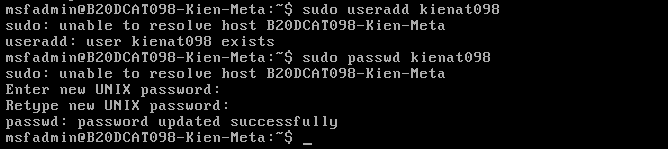 msfadmin@B20DCAT098-Kien-Meta:~$ sudo useradd kienat098
sudo: unable to resolve host B20DCAT098-Kien-Meta
useradd: user kienat098 exists
msfadmin@B20DCAT098-Kien-Meta:~$ sudo passwd kienat098
sudo: unable to resolve host B20DCAT098-Kien-Meta
Enter new UNIX password:
Retype new UNIX password:
passwd: password updated successfully
msfadmin@B20DCAT098-Kien-Meta:~$ _